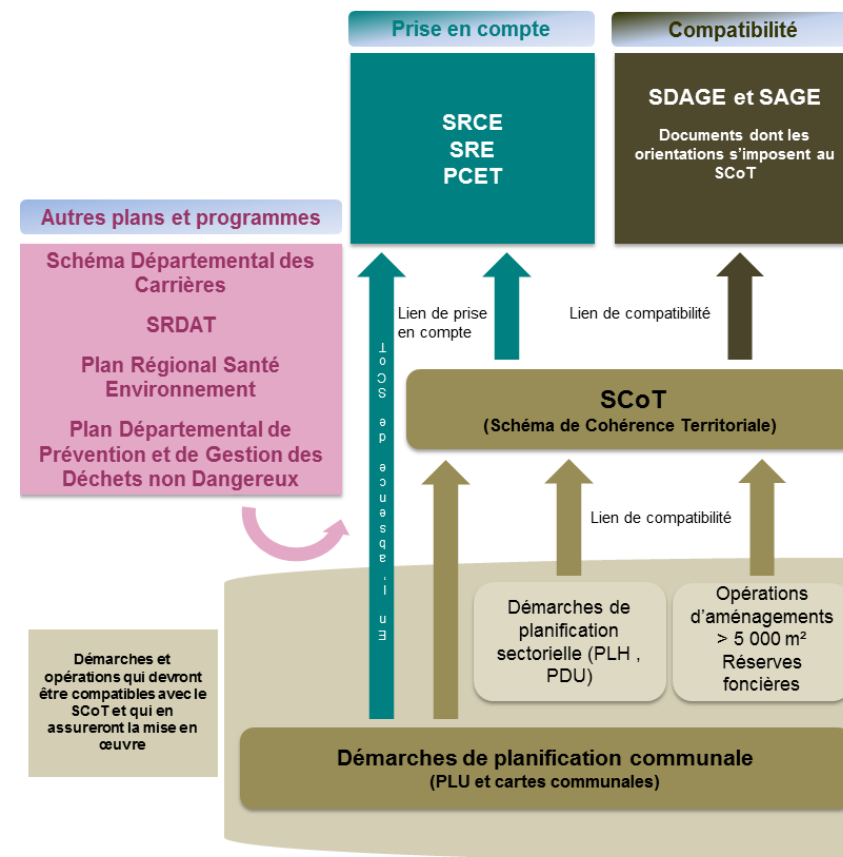 Prise en compte
Compatibilité
SRCE
SRE
PCET
SDAGE et SAGE
Documents dont les
orientations s'imposent au
SCoT
Autres plans et programmes
Schéma Départemental des
Carrières
SRDAT
Plan Régional Santé
Environnement
Plan Départemental de
Prévention et de Gestion des
Déchets non Dangereux
Lien de prise
en compte
Lien de compatibilité
En l'absence de SCoT
SCoT
(Schéma de Cohérence Territoriale)
Lien de compatibilité
Démarches de
planification
sectorielle (PLH ,
PDU)
Opérations
d'aménagements
> 5 000 m²
Réserves
foncières
Démarches et
opérations qui devront
être compatibles avec le
SCoT et qui en
assureront la mise en
œuvre
Démarches de planification communale
(PLU et cartes communales)